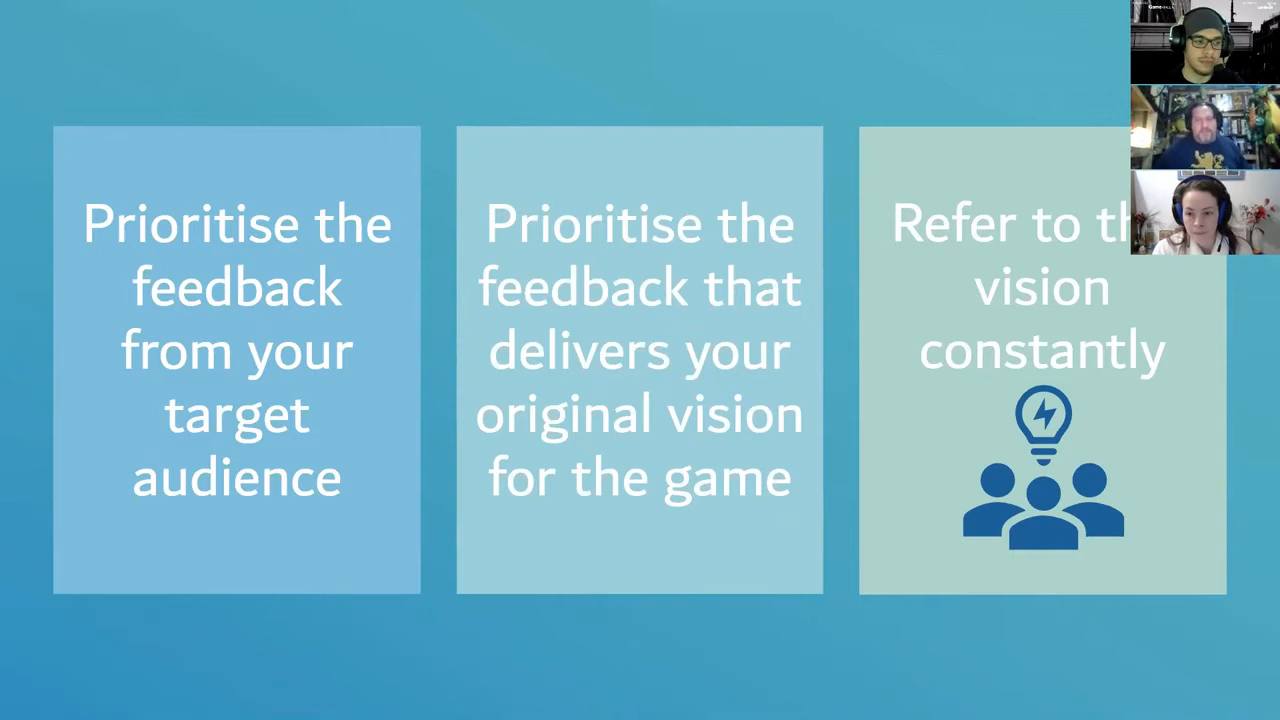 Prioritise the
feedback
from your
target
audience
Prioritise the
feedback that
delivers your
original vision
for the game
Refer to
vision
constantly